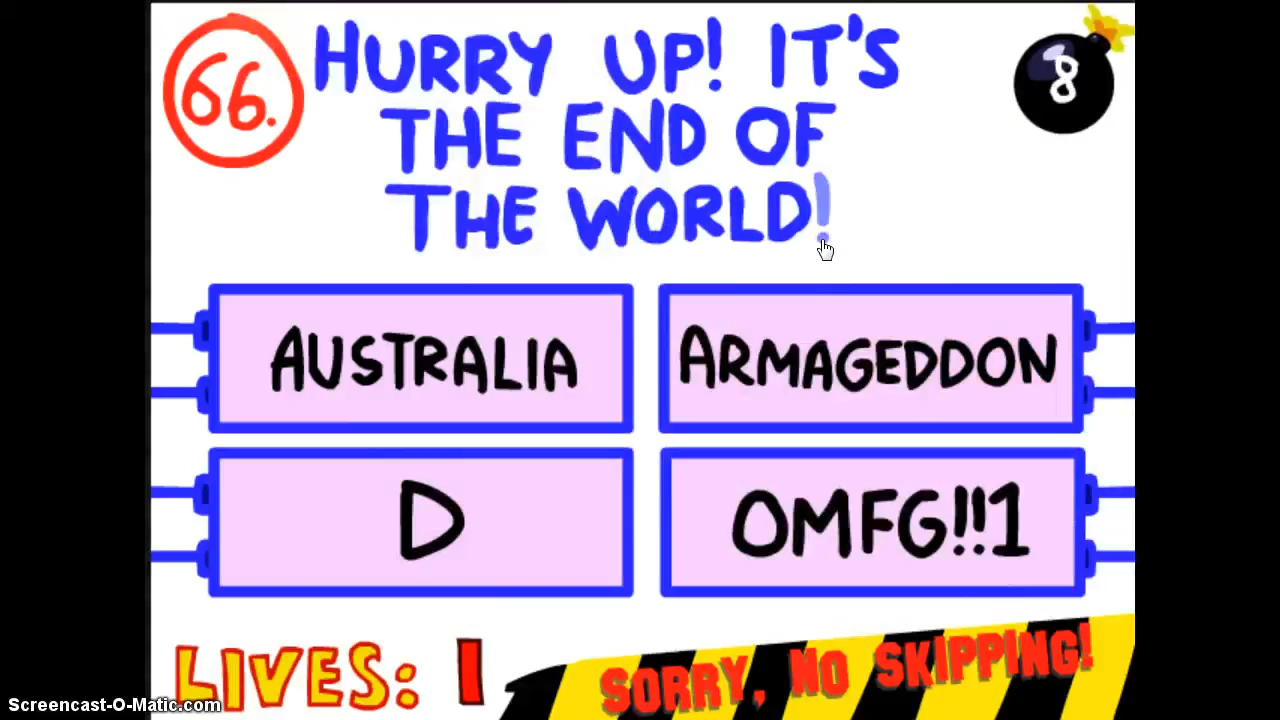 66.
HURRY UP! IT'S
THE END OF
THE WORLD!
8
AUSTRALIA
ARMAGEDDON
D
OMFG!!1
LIVES: 1
SORRY, NO SKIPPING!
Screencast-O-Matic.com